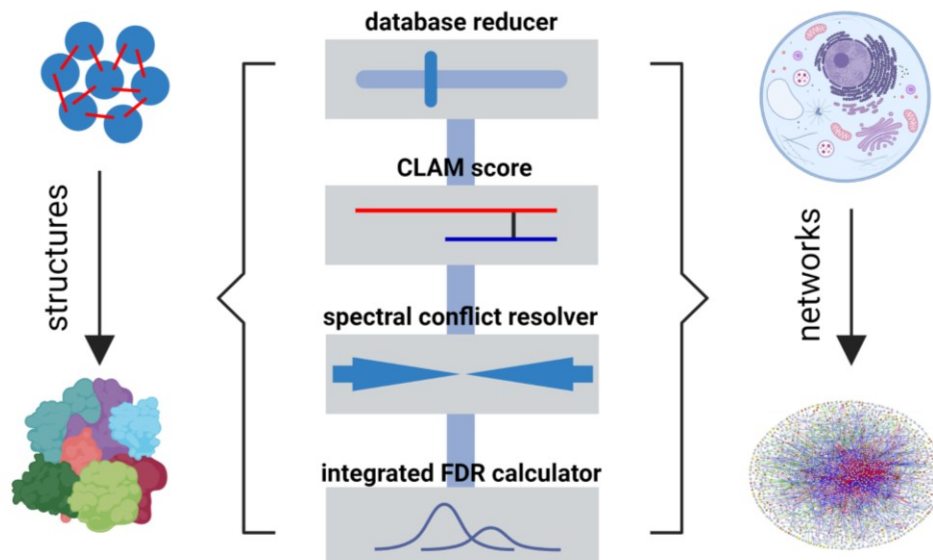 database reducer
CLAM score
structures
networks
spectral conflict resolver
integrated FDR calculator